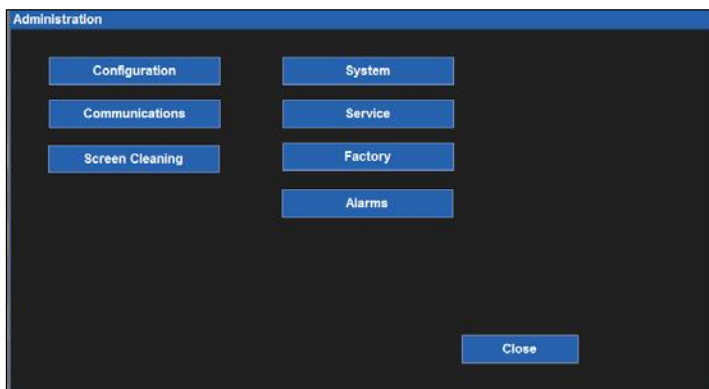 Administration
Configuration
System
Communications
Service
Screen Cleaning
Factory
Alarms
Close